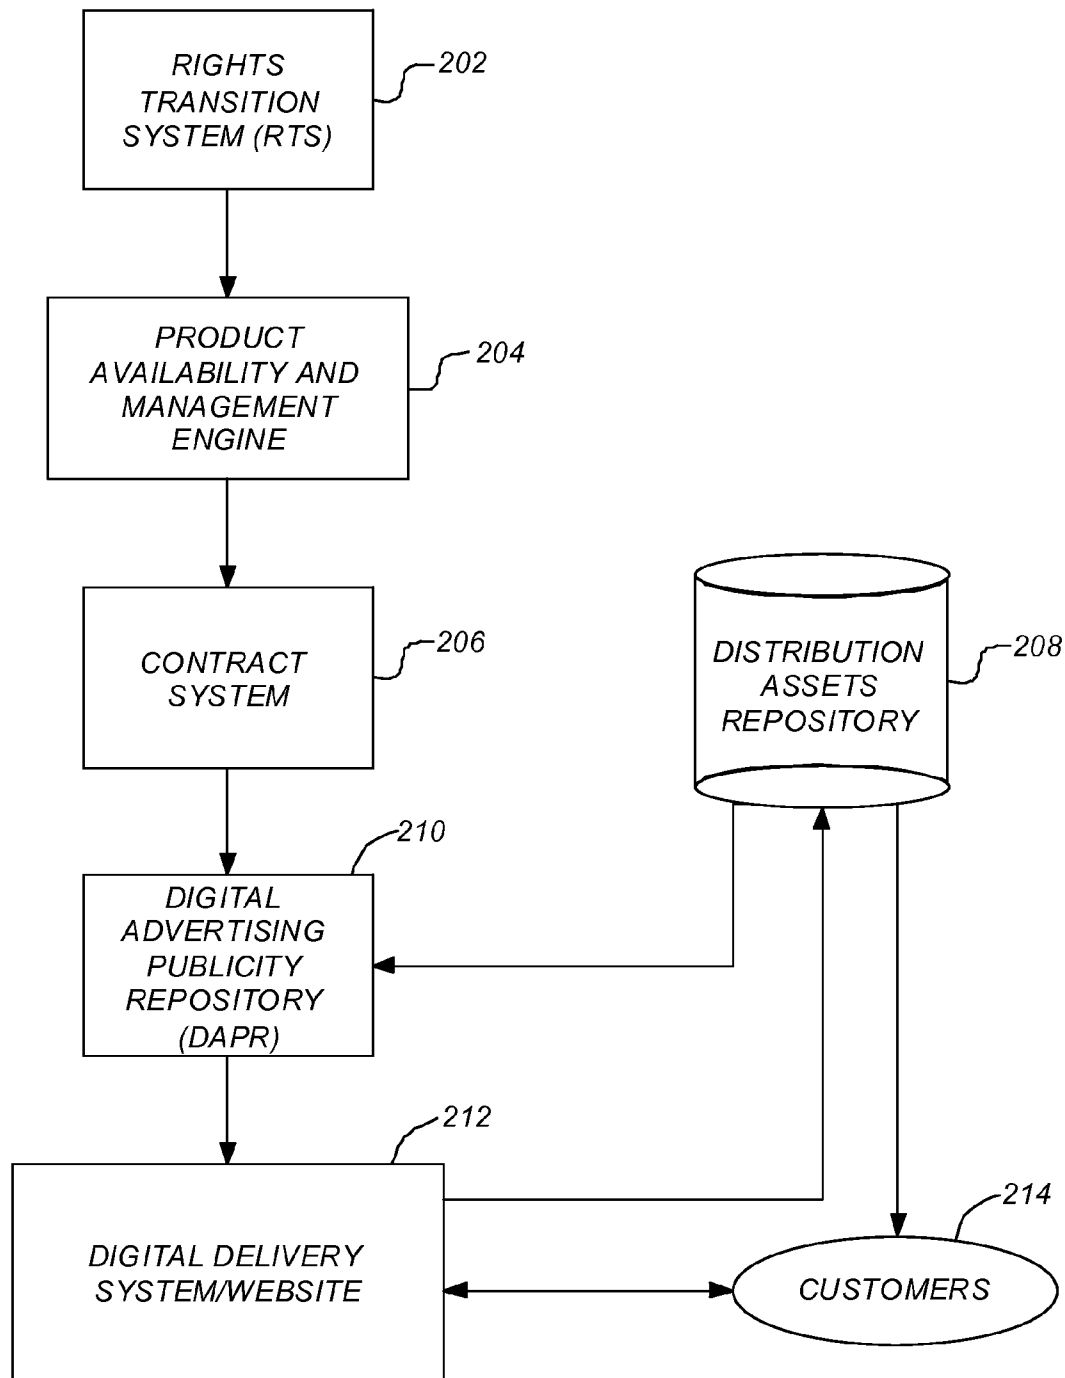 RIGHTS
TRANSITION
SYSTEM (RTS)
202
PRODUCT
AVAILABILITY AND
MANAGEMENT
ENGINE
204
CONTRACT
SYSTEM
206
DISTRIBUTION
ASSETS
REPOSITORY
208
210
DIGITAL
ADVERTISING
PUBLICITY
REPOSITORY
(DAPR)
212
DIGITAL DELIVERY
SYSTEM/WEBSITE
214
CUSTOMERS